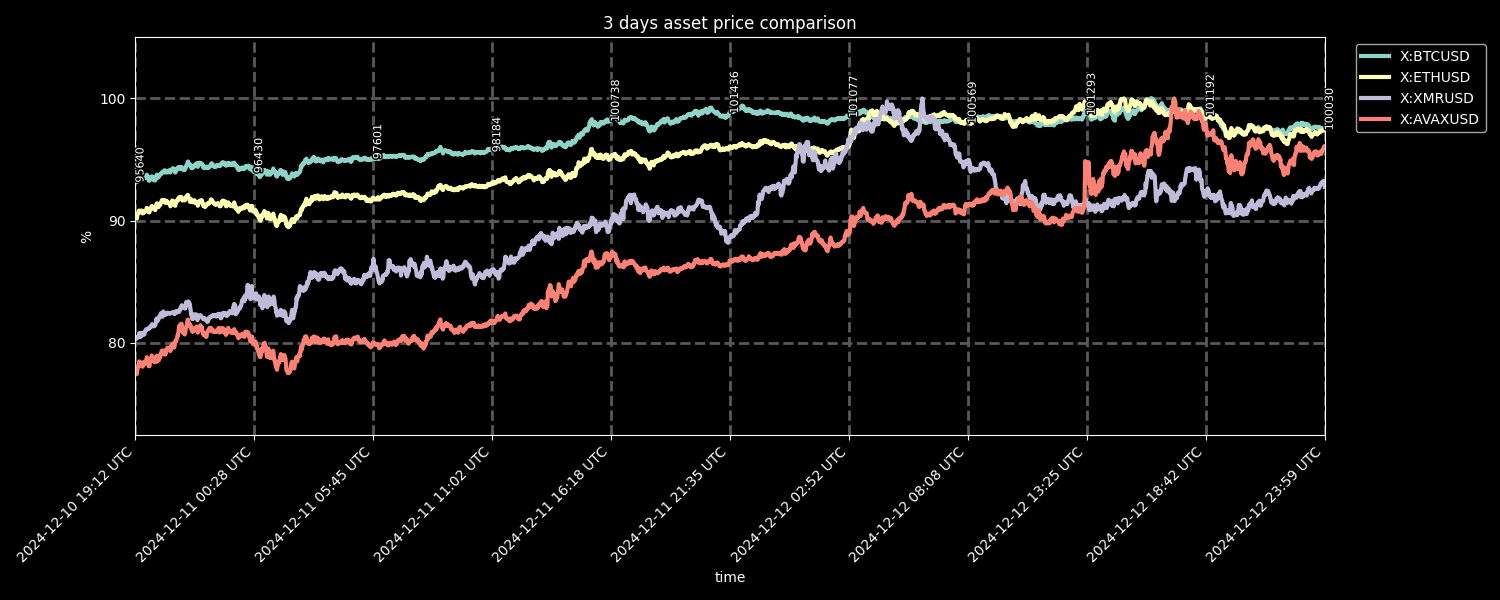 3 days asset price comparison
X:BTCUSD
X:ETHUSD
X:XMRUSD
X:AVAXUSD
100
90
80
%
95640
96430
97601
98184
100738
101436
101077
100569
101293
101192
100030
2024-12-10 19:12 UTC
2024-12-11 00:28 UTC
2024-12-11 05:45 UTC
2024-12-11 11:02 UTC
2024-12-11 16:18 UTC
2024-12-11 21:35 UTC
2024-12-12 02:52 UTC
2024-12-12 08:08 UTC
2024-12-12 13:25 UTC
2024-12-12 18:42 UTC
2024-12-12 23:59 UTC
time